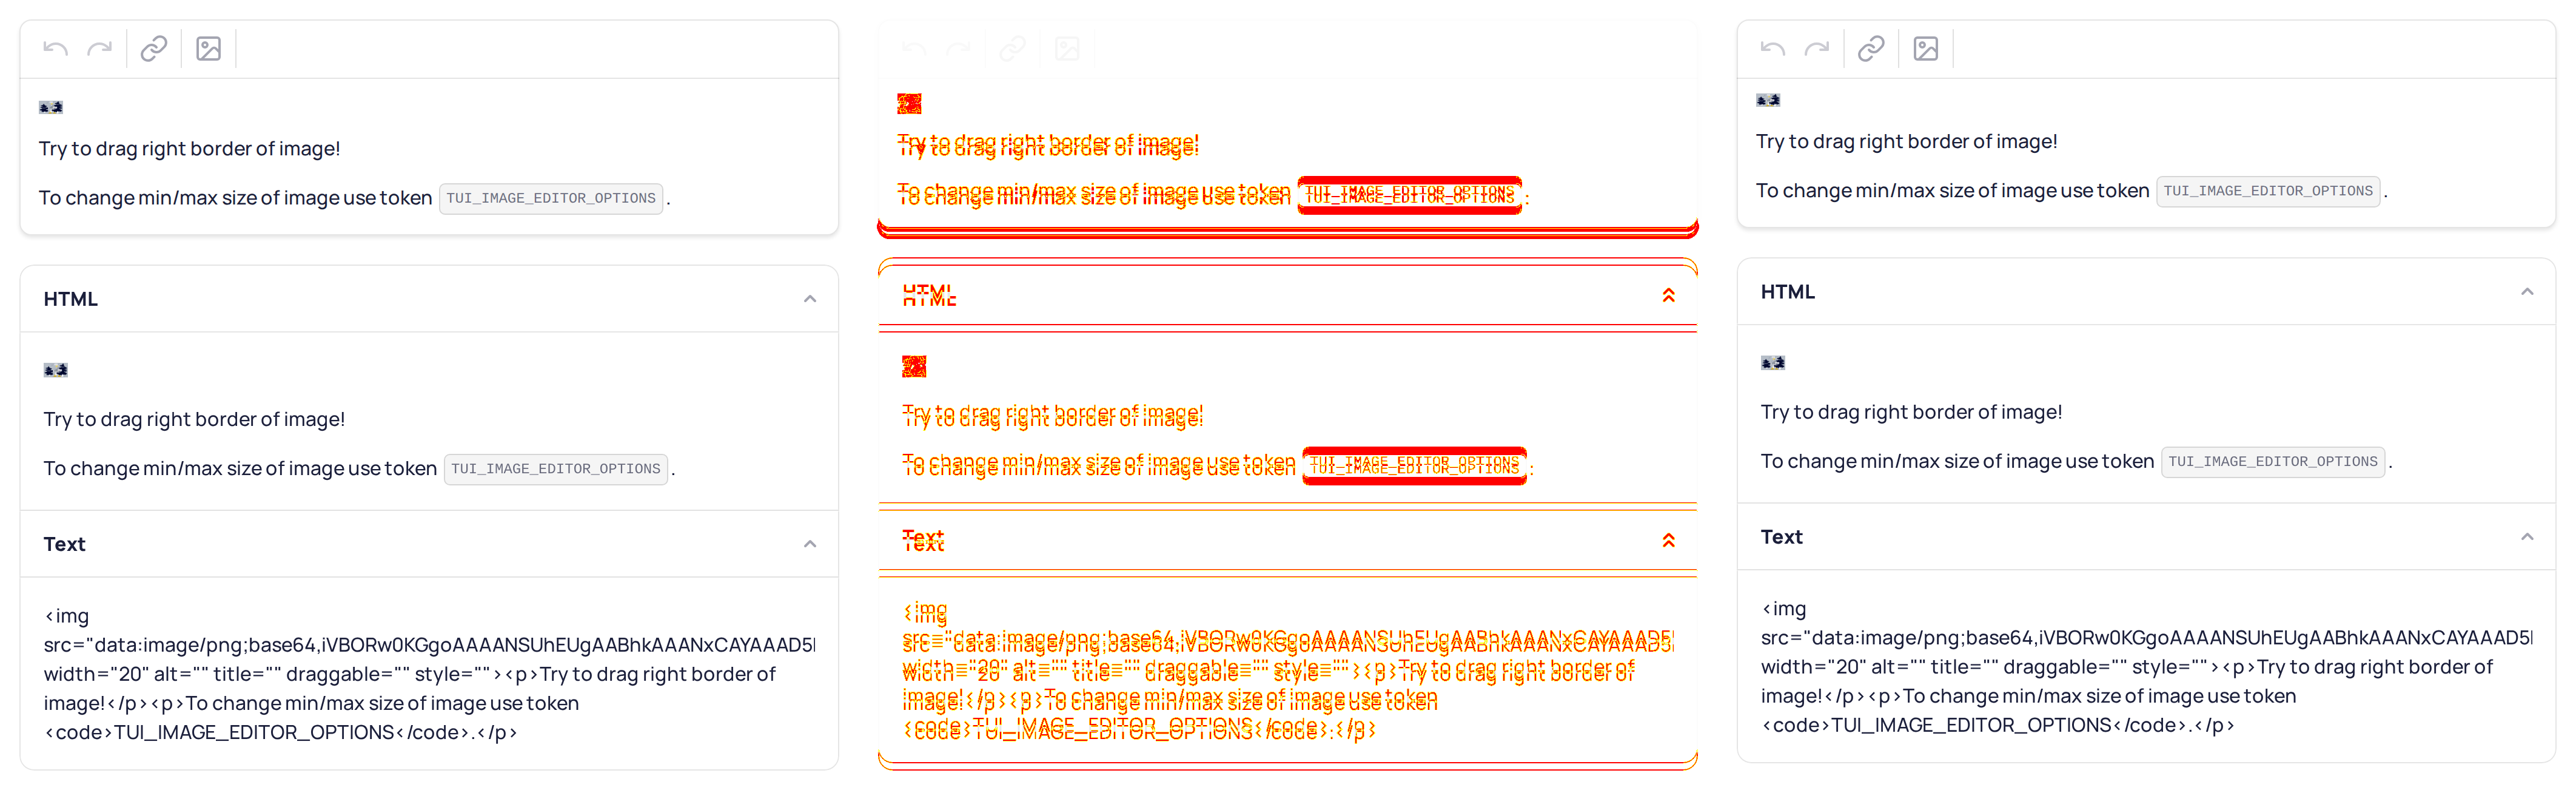 Try to drag right border of image!
To change min/max size of image use token TUI_IMAGE_EDITOR_OPTIONS .
HTML
Try to drag right border of image!
To change min/max size of image use token TUI_IMAGE_EDITOR_OPTIONS .
Text
<img
src="data:image/png;base64,iVBORw0KGgoAAAANSUhEUgAABhkAAANxCAYAAAD5
width="20" alt="" title="" draggable="" style=""><p>Try to drag right border of
image!</p><p>To change min/max size of image use token
<code>TUI_IMAGE_EDITOR_OPTIONS</code>.</p>
Try to drag right border of image!
To change min/max size of image use token TUI_IMAGE_EDITOR_OPTIONS .
HTML
Try to drag right border of image!
To change min/max size of image use token TUI_IMAGE_EDITOR_OPTIONS .
Text
<img
src="data:image/png;base64,iVBORw0KGgoAAAANSUhEUgAABhkAAANxCAYAAAD5
width="20" alt="" title="" draggable="" style=""><p>Try to drag right border of
image!</p><p>To change min/max size of image use token
<code>TUI_IMAGE_EDITOR_OPTIONS</code>.</p>
Try to drag right border of image!
To change min/max size of image use token TUI_IMAGE_EDITOR_OPTIONS .
HTML
Try to drag right border of image!
To change min/max size of image use token TUI_IMAGE_EDITOR_OPTIONS .
Text
<img
src="data:image/png;base64,iVBORw0KGgoAAAANSUhEUgAABhkAAANxCAYAAAD5
width="20" alt="" title="" draggable="" style=""><p>Try to drag right border of
image!</p><p>To change min/max size of image use token
<code>TUI_IMAGE_EDITOR_OPTIONS</code>.</p>